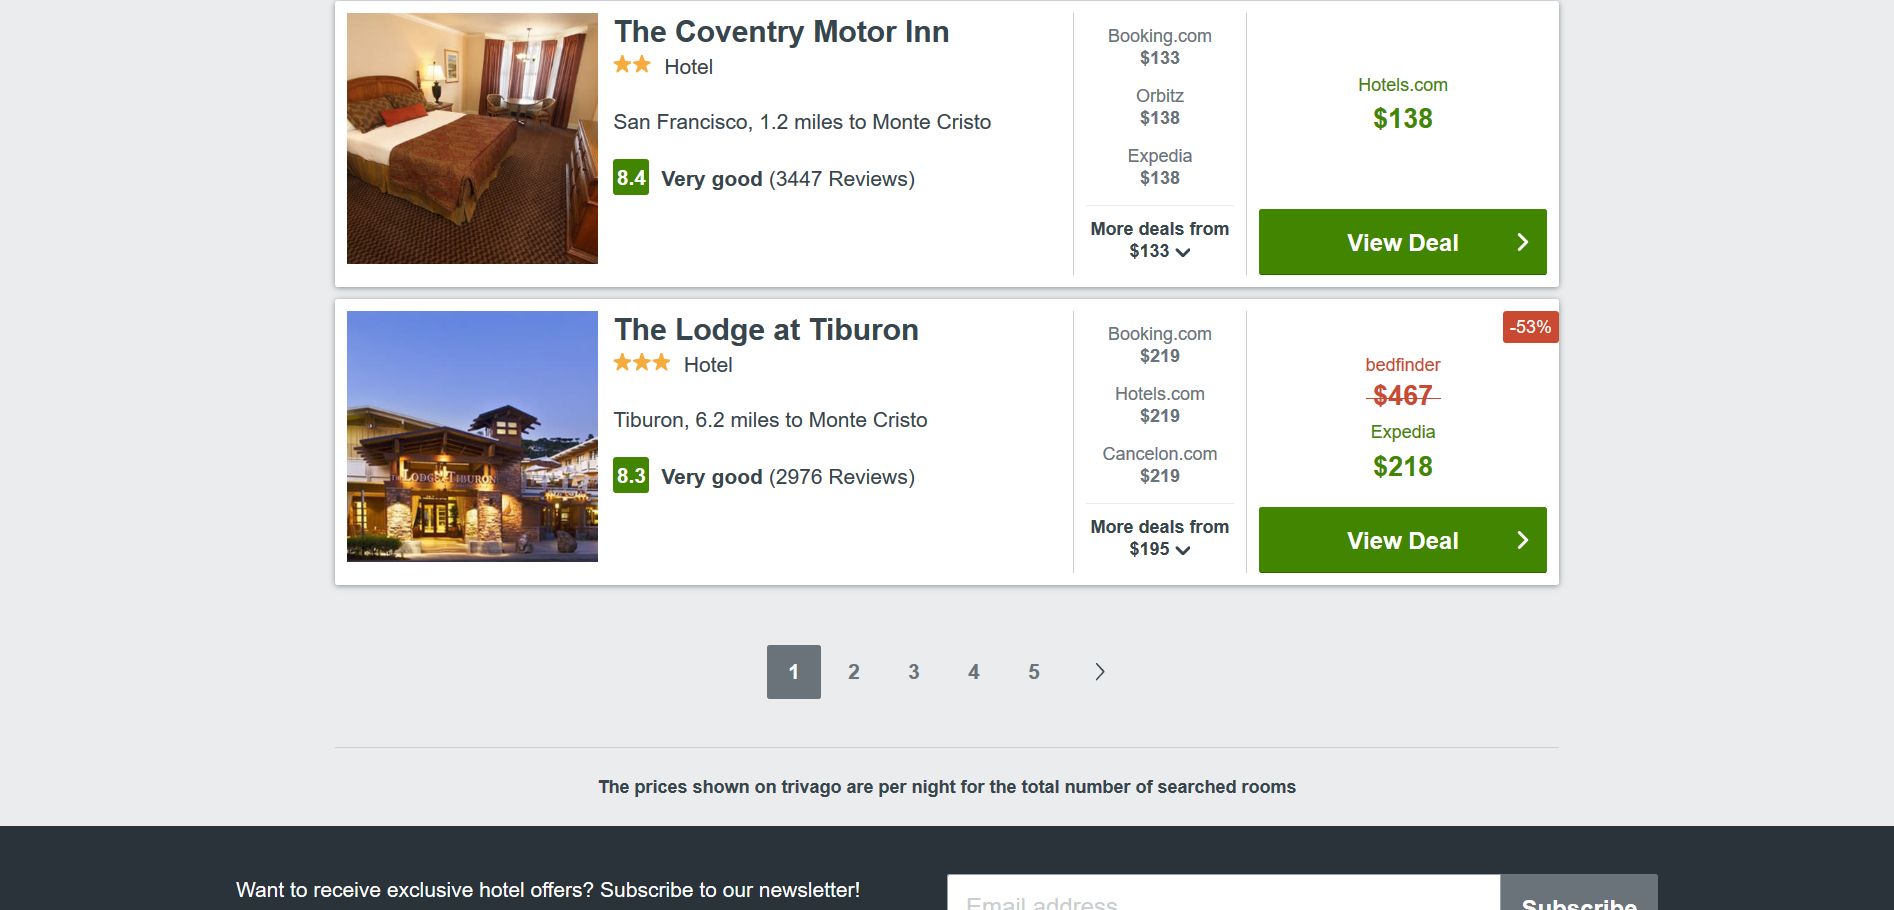 The Coventry Motor Inn
Hotel
San Francisco, 1.2 miles to Monte Cristo
8.4 Very good (3447 Reviews)
Booking.com
$133
Orbitz
$138
Expedia
$138
More deals from
$133
Hotels.com
$138
View Deal
The Lodge at Tiburon
Hotel
Tiburon, 6.2 miles to Monte Cristo
8.3 Very good (2976 Reviews)
THE LODGE AT TIBURON
Booking.com
$219
Hotels.com
$219
Cancelon.com
$219
More deals from
$195
-53%
bedfinder
$467
Expedia
$218
View Deal
1 2 3 4 5
The prices shown on trivago are per night for the total number of searched rooms
Want to receive exclusive hotel offers? Subscribe to our newsletter!
Email address
Subscribe